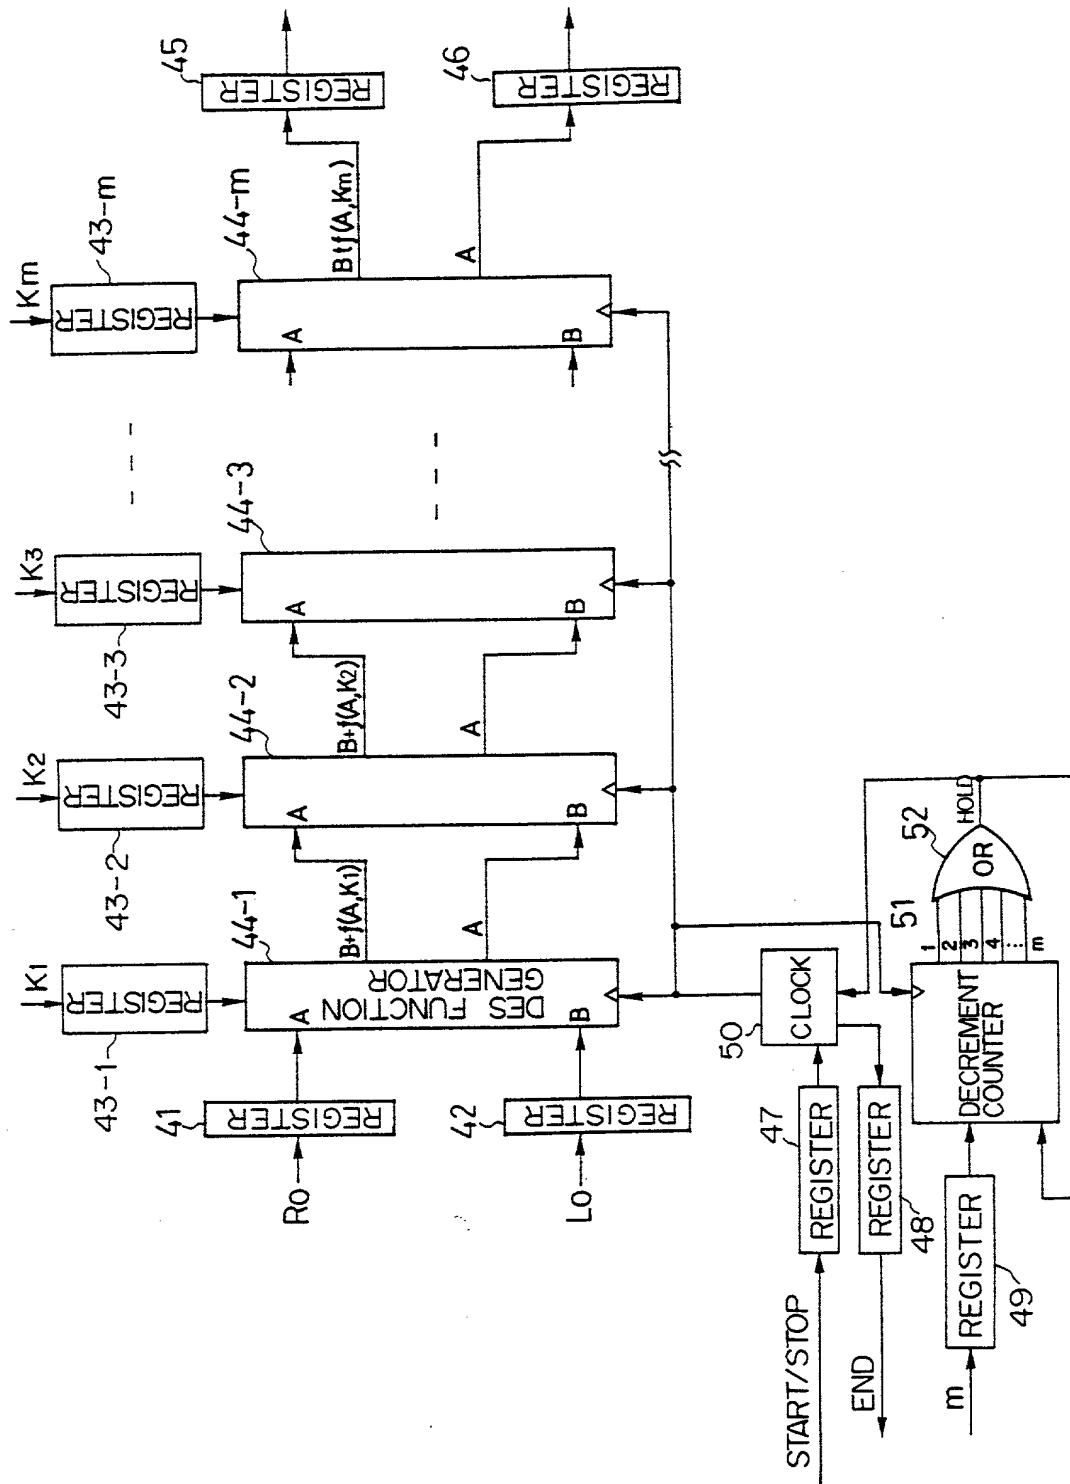 K1
K2
K3
Km
43-1
REGISTER
43-2
REGISTER
43-3
REGISTER
43-m
REGISTER
- - -
44-1
44-2
44-3
44-m
45
REGISTER
46
REGISTER
41
REGISTER
R0
42
REGISTER
L0
A
DES FUNCTION
GENERATOR
B
B+f(A,K1)
A
A
B
B+f(A,K2)
A
A
B
- - -
A
B
B+f(A,Km)
A
START/STOP
47
REGISTER
50
CLOCK
END
REGISTER
48
m
REGISTER
49
DECREMENT
COUNTER
51
1
2
3
4
...
m
52
OR
HOLD